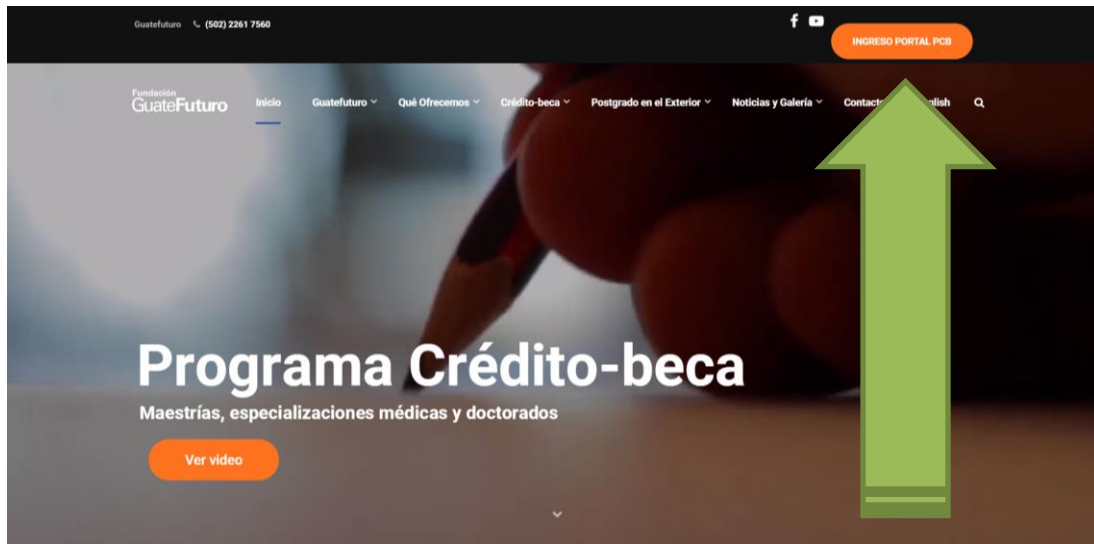 Guatefuturo (502) 2261 7560
INGRESO PORTAL PCB
Fundación
GuateFuturo
Inicio Guatefuturo Qué Ofrecemos Crédito-beca Postgrado en el Exterior Noticias y Galería
Programa Crédito-beca
Maestrías, especializaciones médicas y doctorados
Ver video